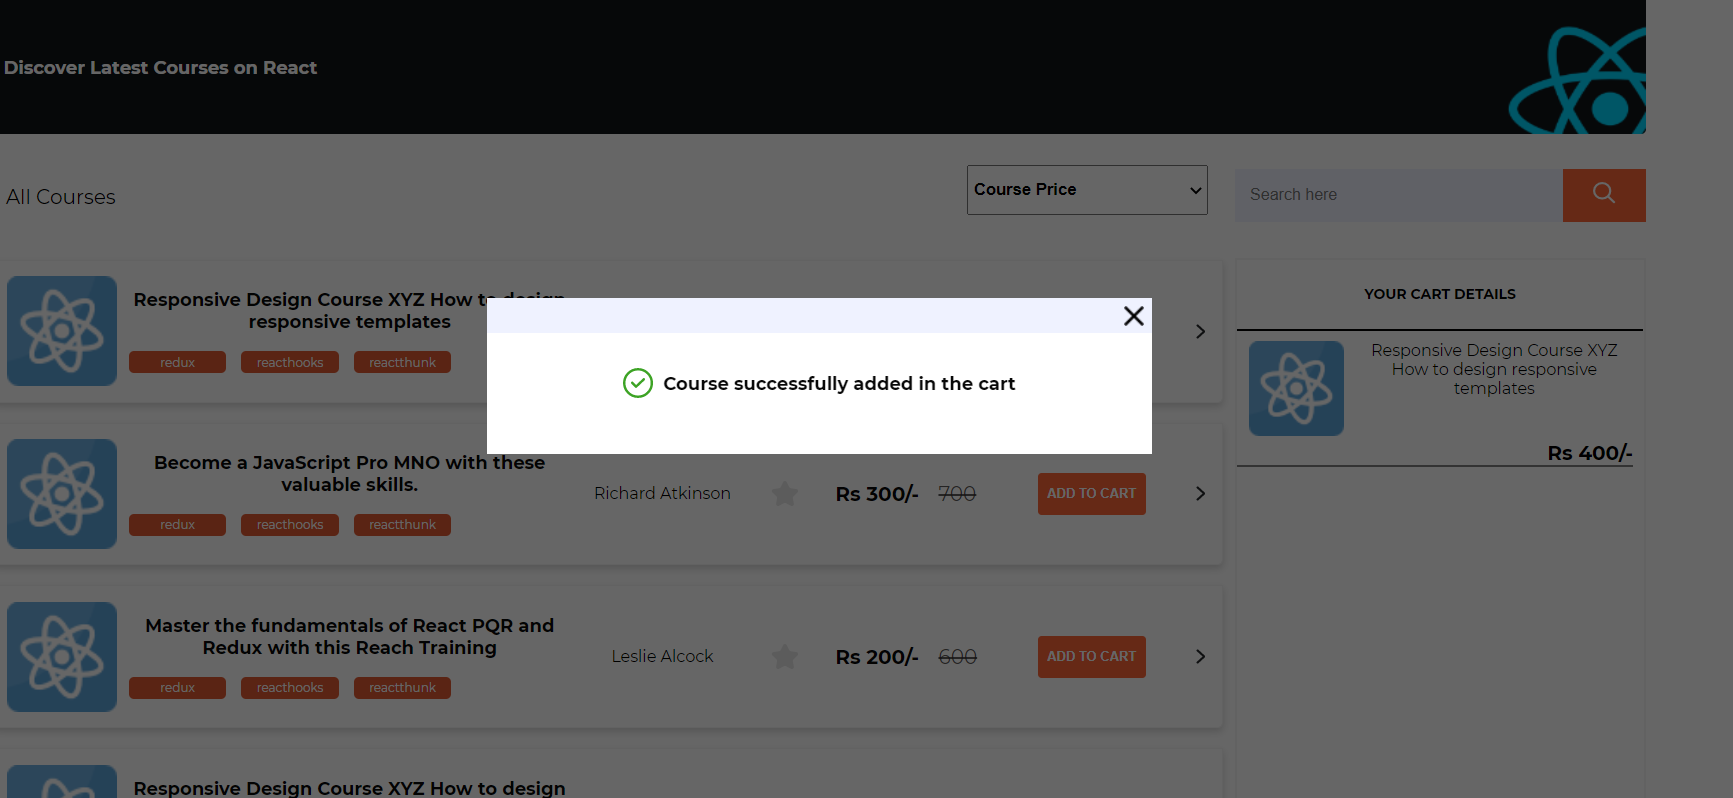 Discover Latest Courses on React
All Courses
Course Price
Search here
Responsive Design Course XYZ How to design
responsive templates
redux
reacthooks
reactthunk
Course successfully added in the cart
Become a JavaScript Pro MNO with these
valuable skills.
redux
reacthooks
reactthunk
Richard Atkinson
Rs 300/-
700
ADD TO CART
Master the fundamentals of React PQR and
Redux with this Reach Training
redux
reacthooks
reactthunk
Leslie Alcock
Rs 200/-
600
ADD TO CART
Responsive Design Course XYZ How to design
YOUR CART DETAILS
Responsive Design Course XYZ
How to design responsive
templates
Rs 400/-